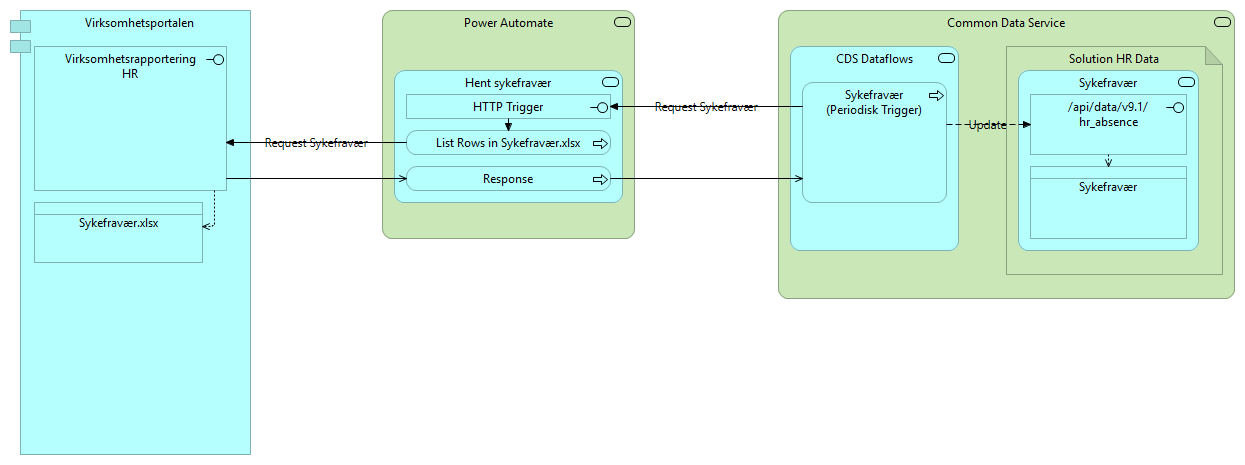 Virksomhetsportalen
Virksomhetsrapportering
HR
Sykefravær.xlsx
Request Sykefravær
Power Automate
Hent sykefravær
HTTP Trigger
List Rows in Sykefravær.xlsx
Response
Request Sykefravær
Common Data Service
CDS Dataflows
Sykefravær
(Periodisk Trigger)
Update
Solution HR Data
Sykefravær
/api/data/v9.1/
hr_absence
Sykefravær